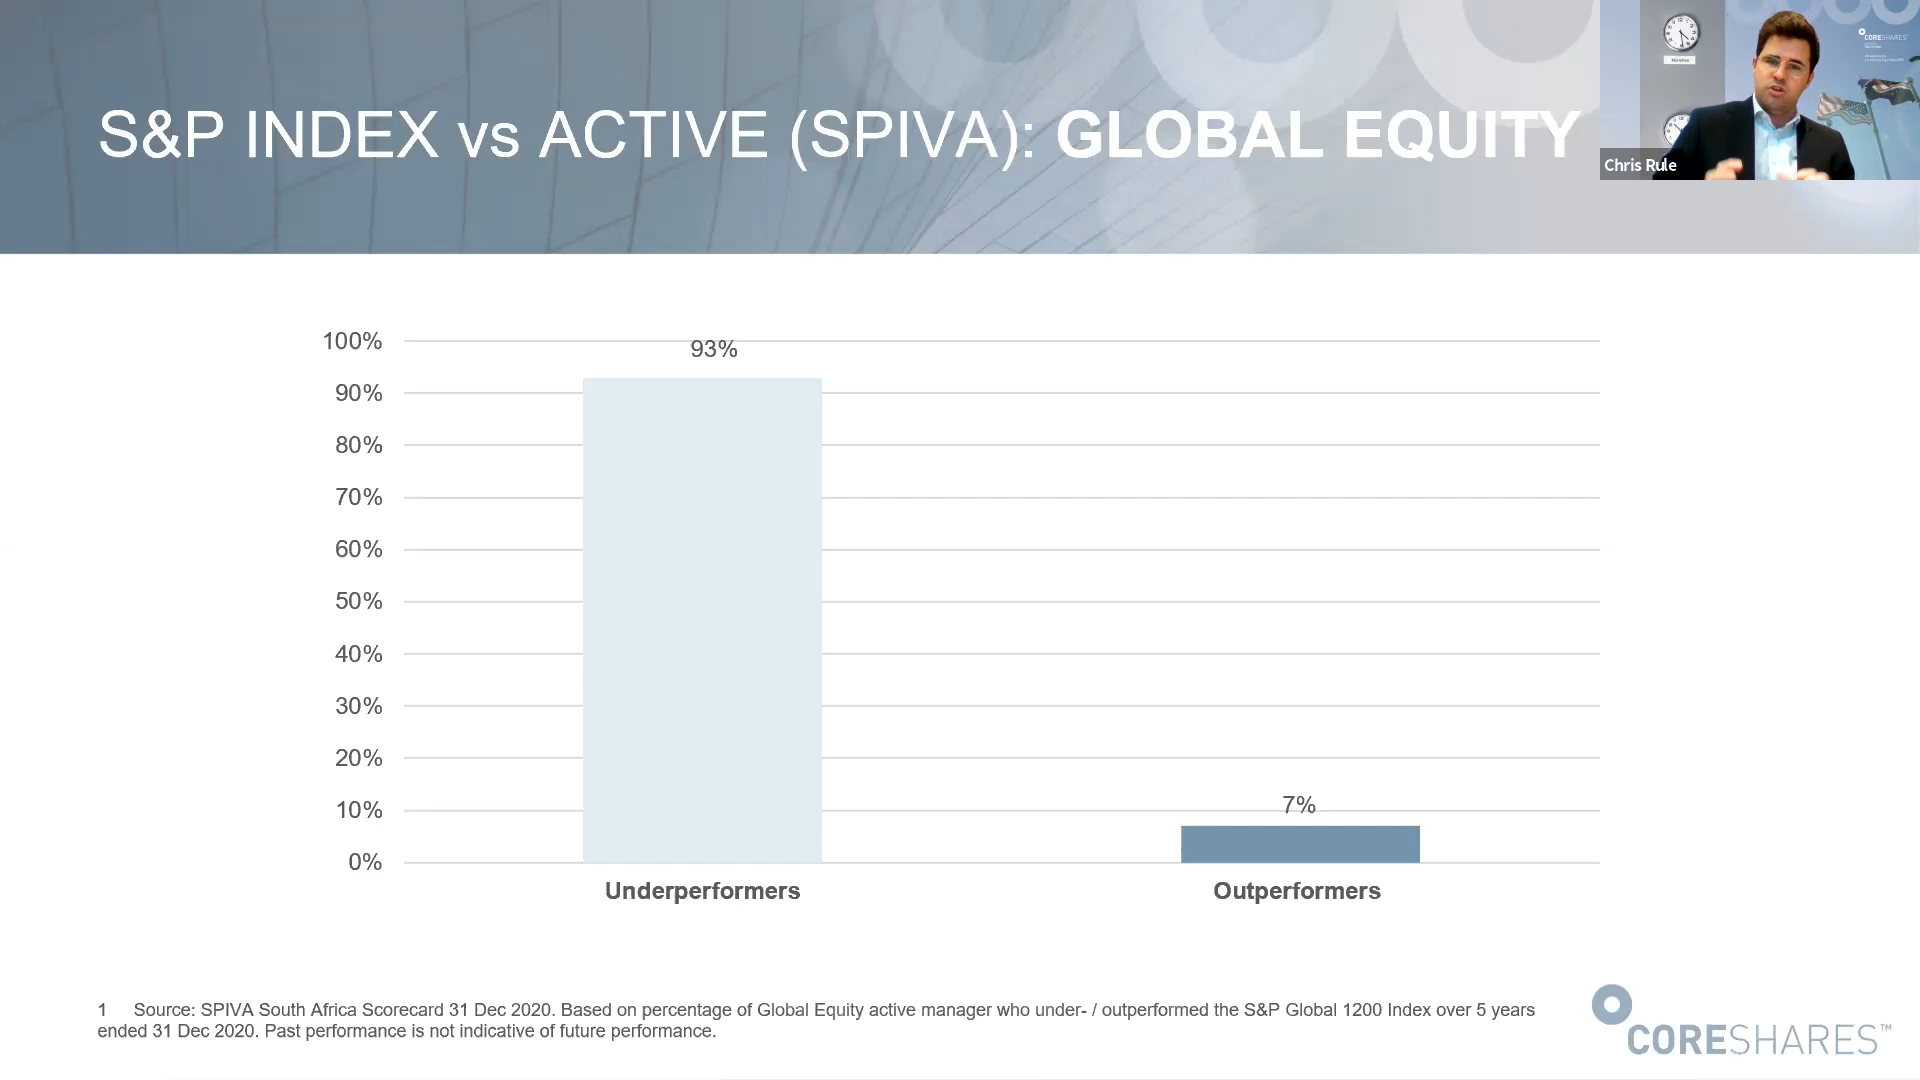 S&P INDEX vs ACTIVE (SPIVA): GLOBAL EQUITY
CORESHARES
München
Chris Rule
100%
90%
80%
70%
60%
50%
40%
30%
20%
10%
0%
93%
7%
Underperformers
Outperformers
1 Source: SPIVA South Africa Scorecard 31 Dec 2020. Based on percentage of Global Equity active manager who under- / outperformed the S&P Global 1200 Index over 5 years
ended 31 Dec 2020. Past performance is not indicative of future performance.
CORESHARES™